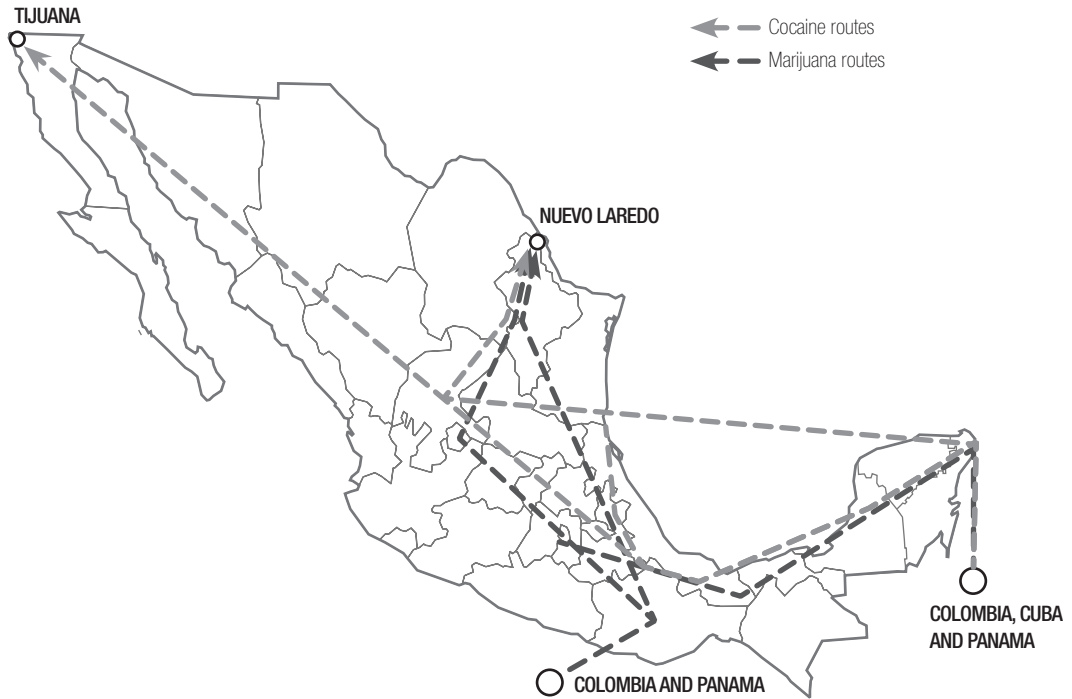 TIJUANA
Cocaine routes
Marijuana routes
NUEVO LAREDO
COLOMBIA, CUBA
AND PANAMA
COLOMBIA AND PANAMA